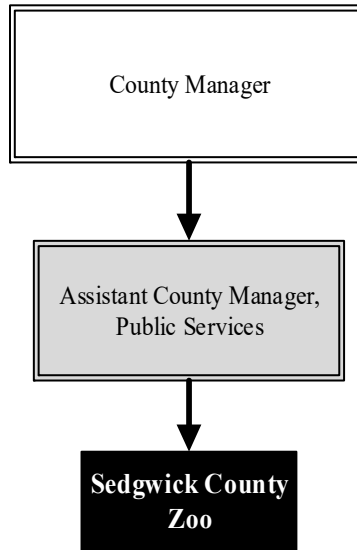 County Manager
Assistant County Manager,
Public Services
Sedgwick County
Zoo